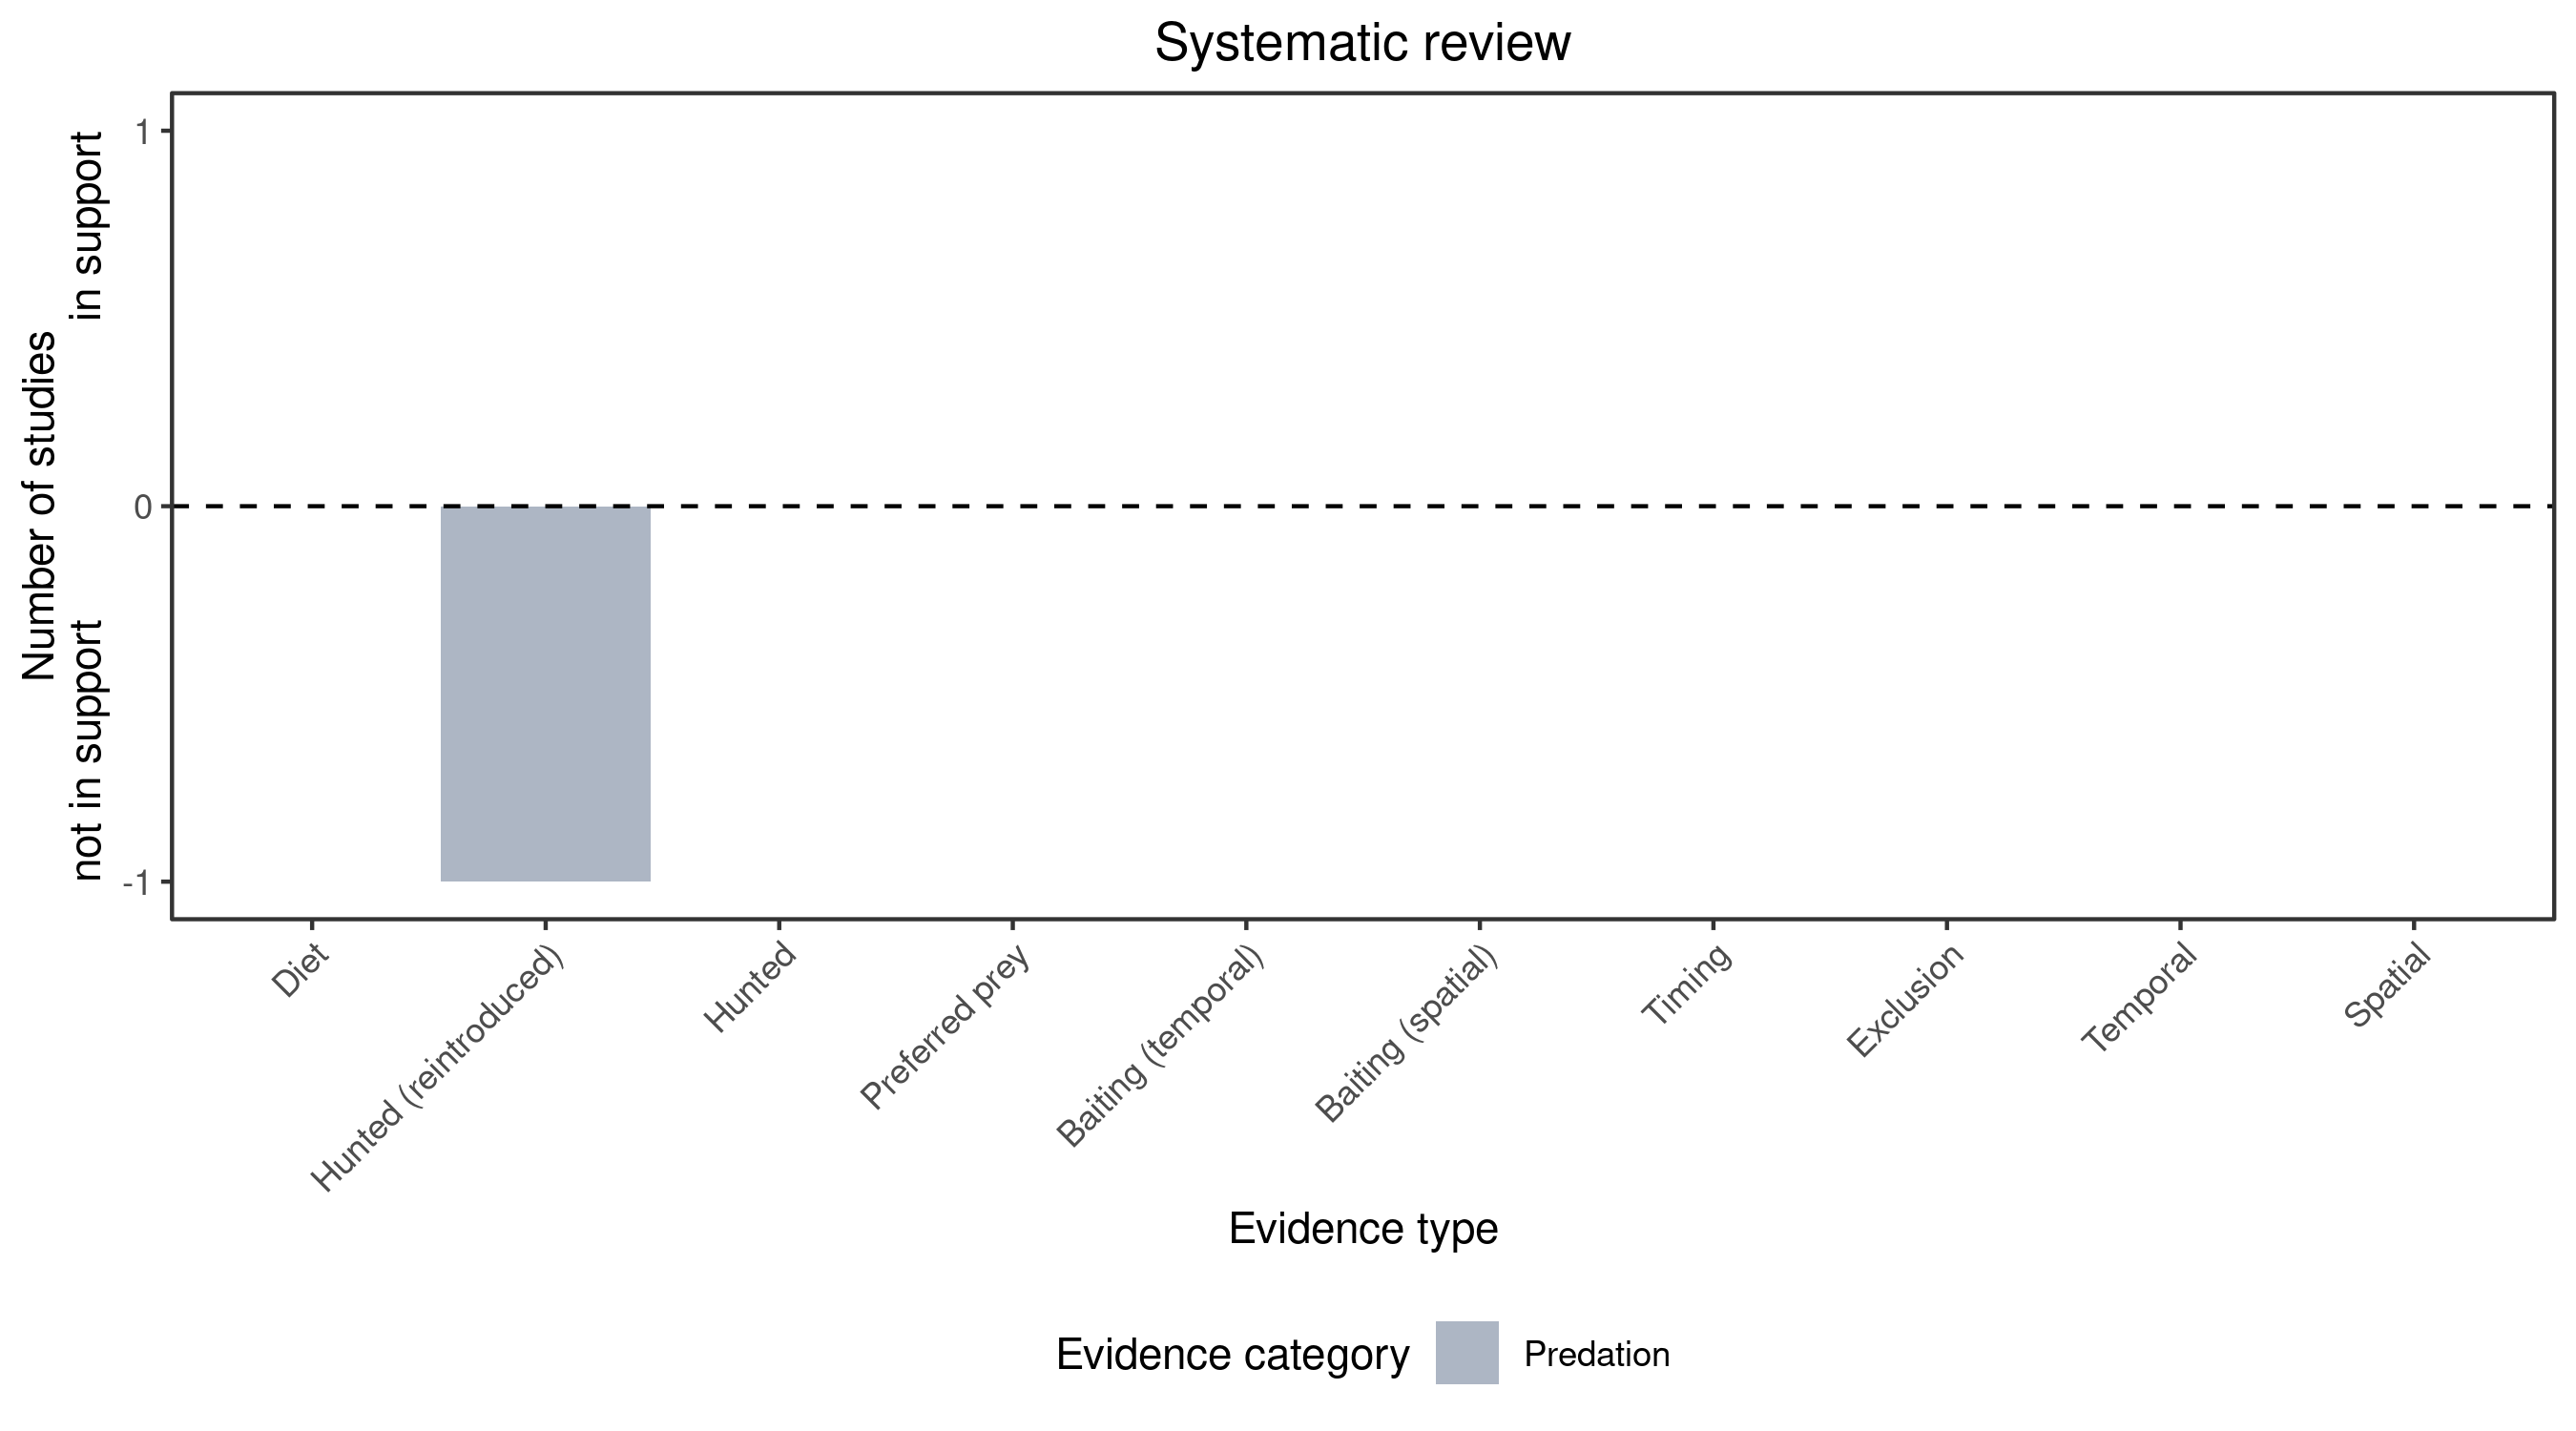 Systematic review
Number of studies
not in support in support
1
0
-1
Diet
Hunted (reintroduced)
Hunted
Preferred prey
Baiting (temporal)
Baiting (spatial)
Timing
Exclusion
Temporal
Spatial
Evidence type
Evidence category
Predation